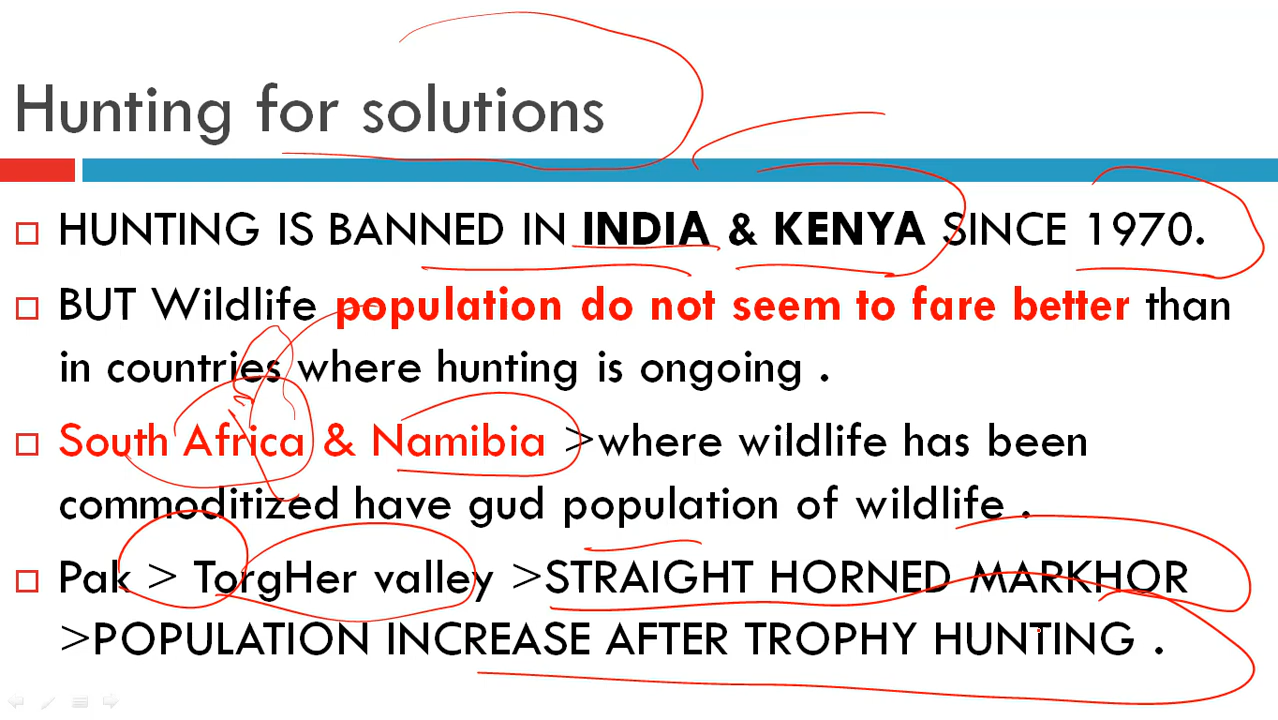 Hunting for solutions
HUNTING IS BANNED IN INDIA & KENYA SINCE 1970.
BUT Wildlife population do not seem to fare better than
in countries where hunting is ongoing .
South Africa & Namibia >where wildlife has been
commoditized have gud population of wildlife .
Pak > TorgHer valley >STRAIGHT HORNED MARKHOR
>POPULATION INCREASE AFTER TROPHY HUNTING .